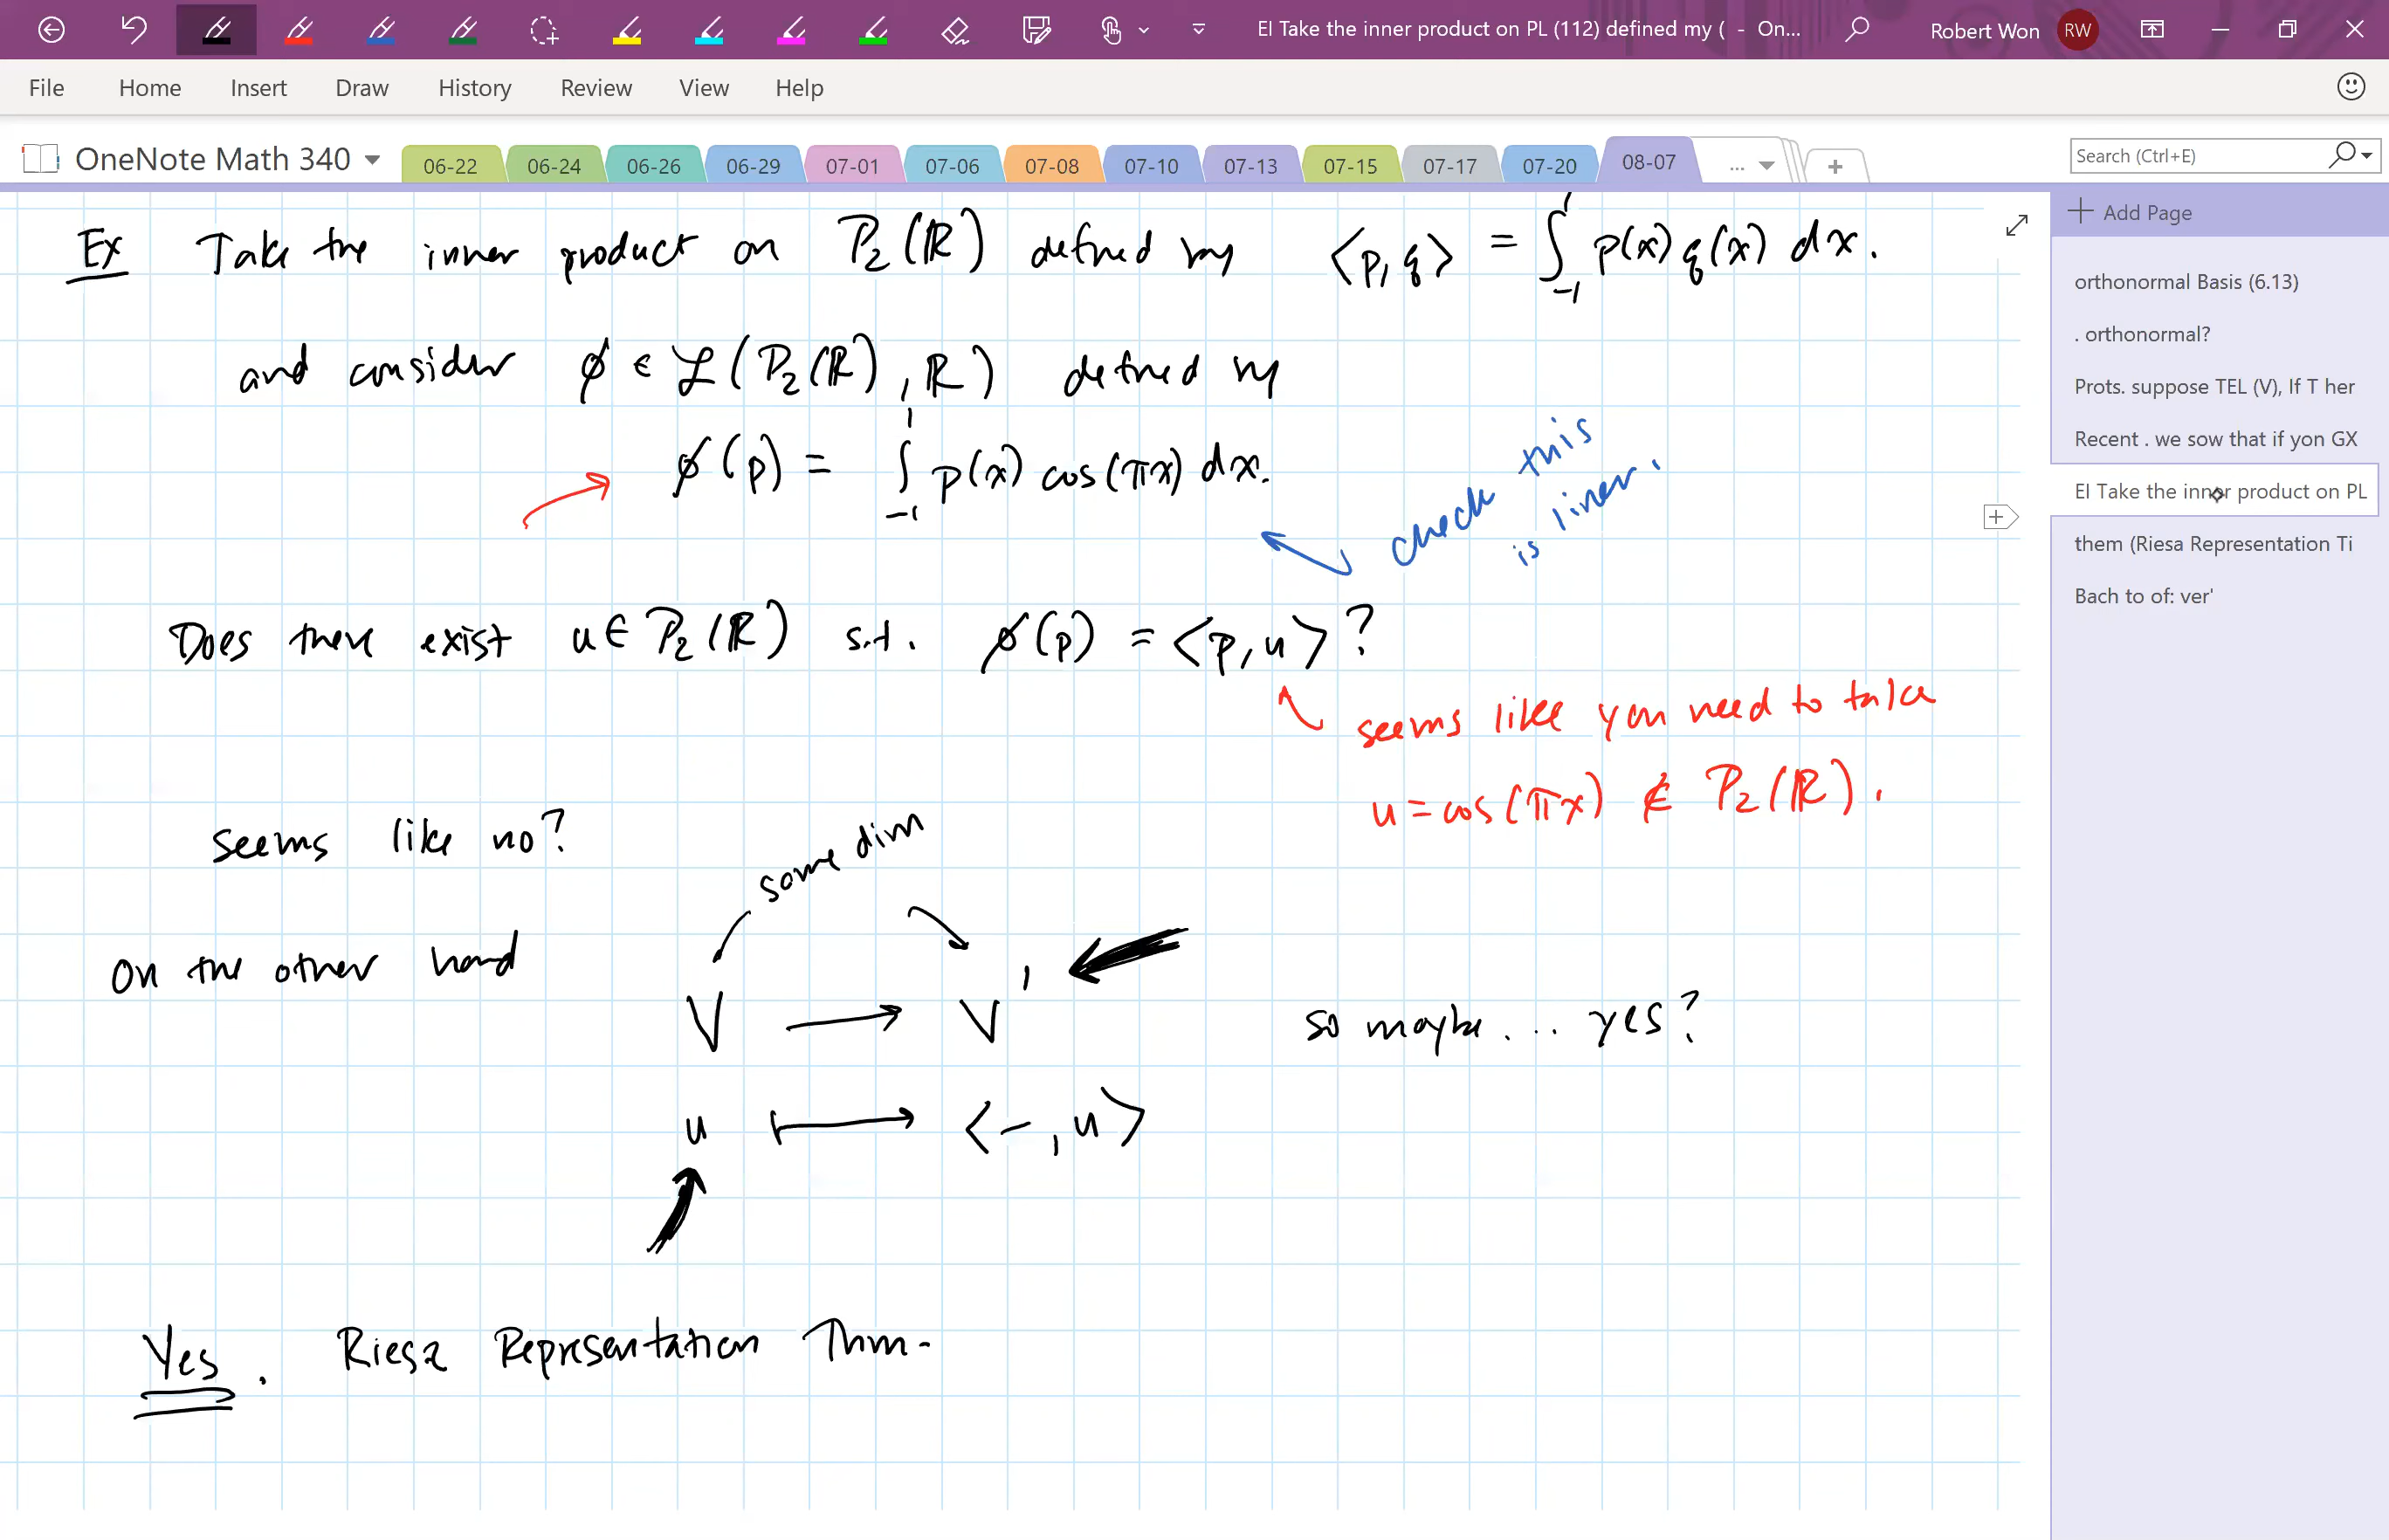 EI Take the inner product on PL (112) defined my ( - On...
Robert Won
RW
File Home Insert Draw History Review View Help
OneNote Math 340
06-22 06-24 06-26 06-29 07-01 07-06 07-08 07-10 07-13 07-15 07-17 07-20 08-07 ... +
Search (Ctrl+E)
Add Page
orthonormal Basis (6.13)
. orthonormal?
Prots. suppose TEL (V), If T her
Recent . we sow that if yon GX
EI Take the inner product on PL
them (Riesa Representation Ti
Bach to of: ver'
Ex Take the inner product on P₂(ℝ) defined by ⟨p,q⟩ = ∫₋₁¹ p(x) q(x) dx.
and consider ϕ ∈ ℒ(P₂(ℝ), ℝ) defined by
ϕ(p) = ∫₋₁¹ p(x) cos(πx) dx.
check this
is linear.
Does there exist u ∈ P₂(ℝ) s.t. ϕ(p) = ⟨p,u⟩?
seems like you need to take
u = cos(πx) ∉ P₂(ℝ).
seems like no?
same dim
on the other hand
V → V'
so maybe... yes?
u ↦ ⟨-,u⟩
Yes. Riesz Representation Thm.